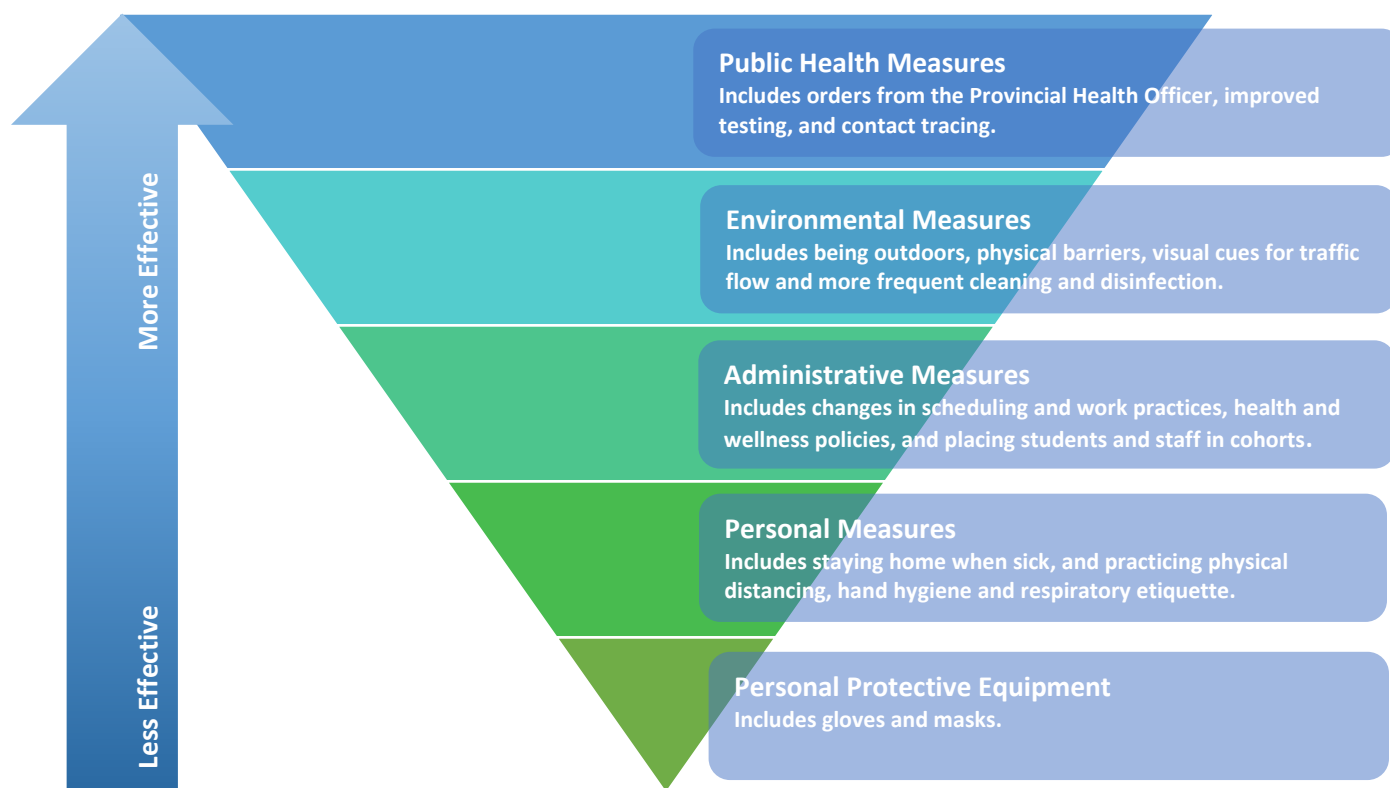 Public Health Measures
Includes orders from the Provincial Health Officer, improved
testing, and contact tracing.
More Effective
Environmental Measures
Includes being outdoors, physical barriers, visual cues for traffic
flow and more frequent cleaning and disinfection.
Administrative Measures
Includes changes in scheduling and work practices, health and
wellness policies, and placing students and staff in cohorts.
Personal Measures
Includes staying home when sick, and practicing physical
distancing, hand hygiene and respiratory etiquette.
Less Effective
Personal Protective Equipment
Includes gloves and masks.